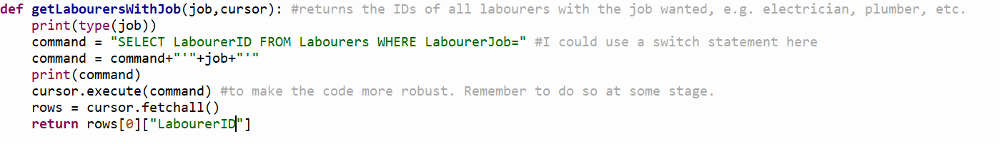 def getLabourersWithJob(job,cursor): #returns the IDs of all labourers with the job wanted, e.g. electrician, plumber, etc.
    print(type(job))
    command = "SELECT LabourerID FROM Labourers WHERE LabourerJob=" #I could use a switch statement here
    command = command+"'"+job+"'"
    print(command)
    cursor.execute(command) #to make the code more robust. Remember to do so at some stage.
    rows = cursor.fetchall()
    return rows[0]["LabourerID"]